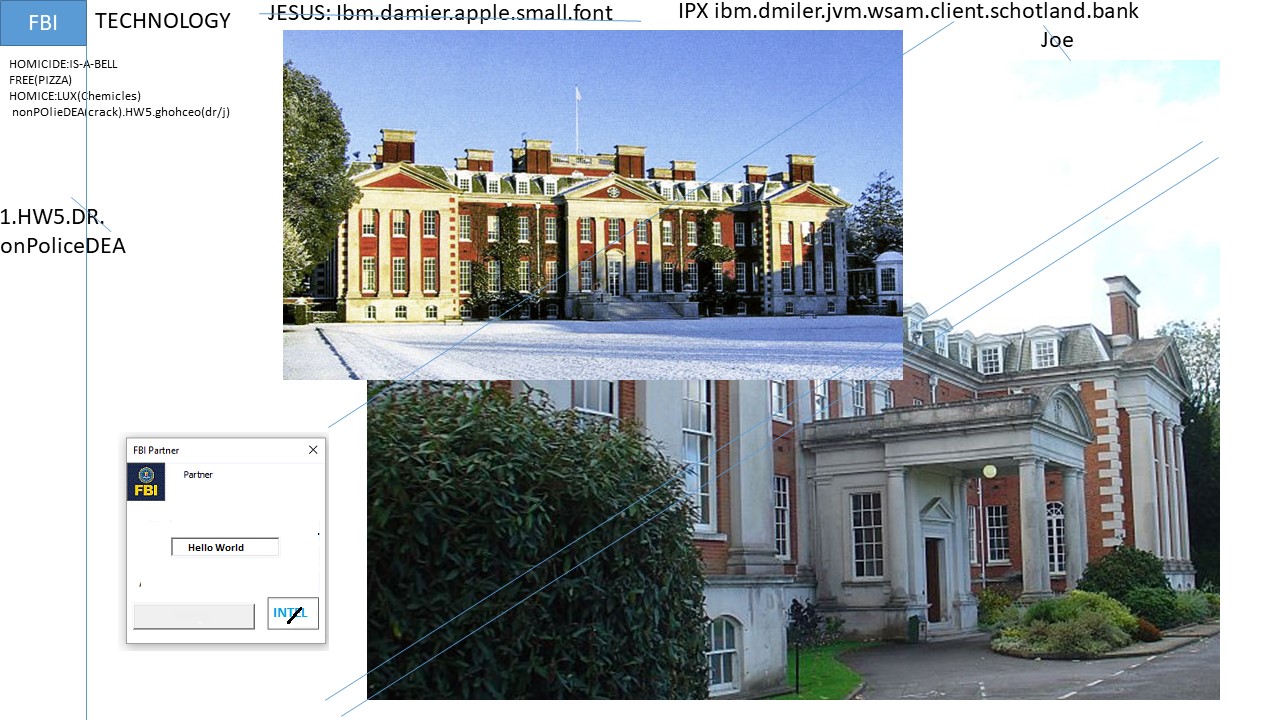 FBI
TECHNOLOGY
JESUS: Ibm.damier.apple.small.font
IPX ibm.dmiler.jvm.wsam.client.schotland.bank
Joe
HOMICIDE:IS-A-BELL
FREE(PIZZA)
HOMICE:LUX(Chemicles)
nonPOlieDEA(crack).HW5.ghohceo(dr/j)
1.HW5.DR.
onPoliceDEA
FBI Partner
FBI
Partner
Hello World
INTEL